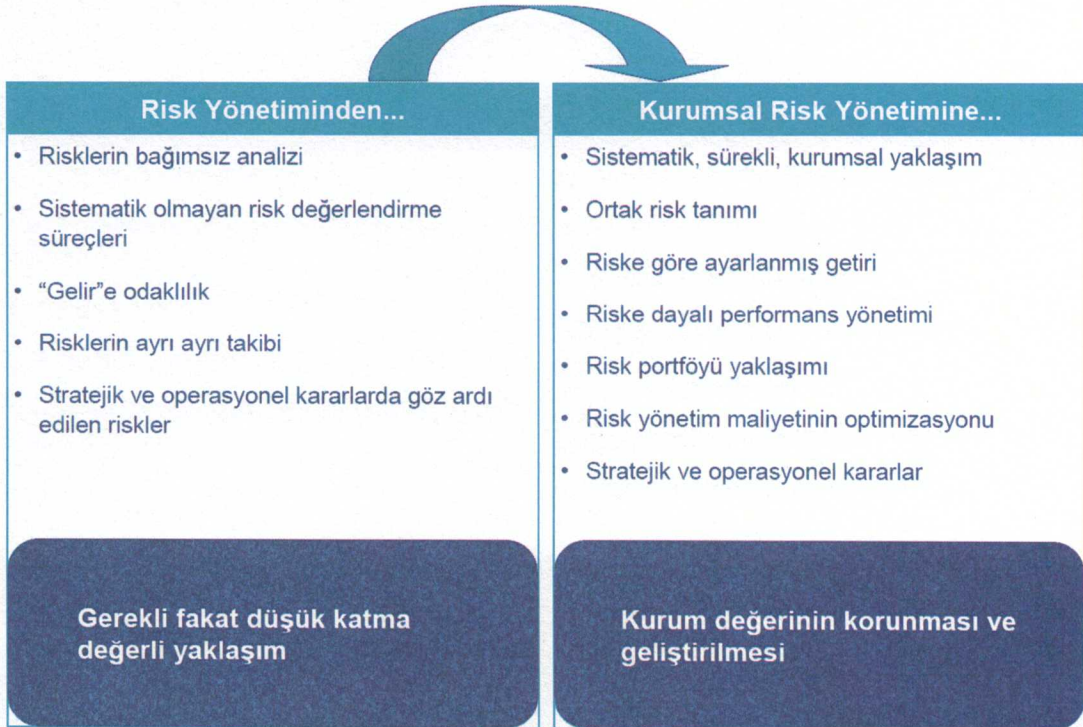 Risk Yönetiminden...
• Risklerin bağımsız analizi
• Sistematik olmayan risk değerlendirme
süreçleri
• “Gelir”e odaklılık
• Risklerin ayrı ayrı takibi
• Stratejik ve operasyonel kararlarda göz ardı
edilen riskler
Gerekli fakat düşük katma
değerli yaklaşım
Kurumsal Risk Yönetimine...
• Sistematik, sürekli, kurumsal yaklaşım
• Ortak risk tanımı
• Riske göre ayarlanmış getiri
• Riske dayalı performans yönetimi
• Risk portföyü yaklaşımı
• Risk yönetim maliyetinin optimizasyonu
• Stratejik ve operasyonel kararlar
Kurum değerinin korunması ve
geliştirilmesi